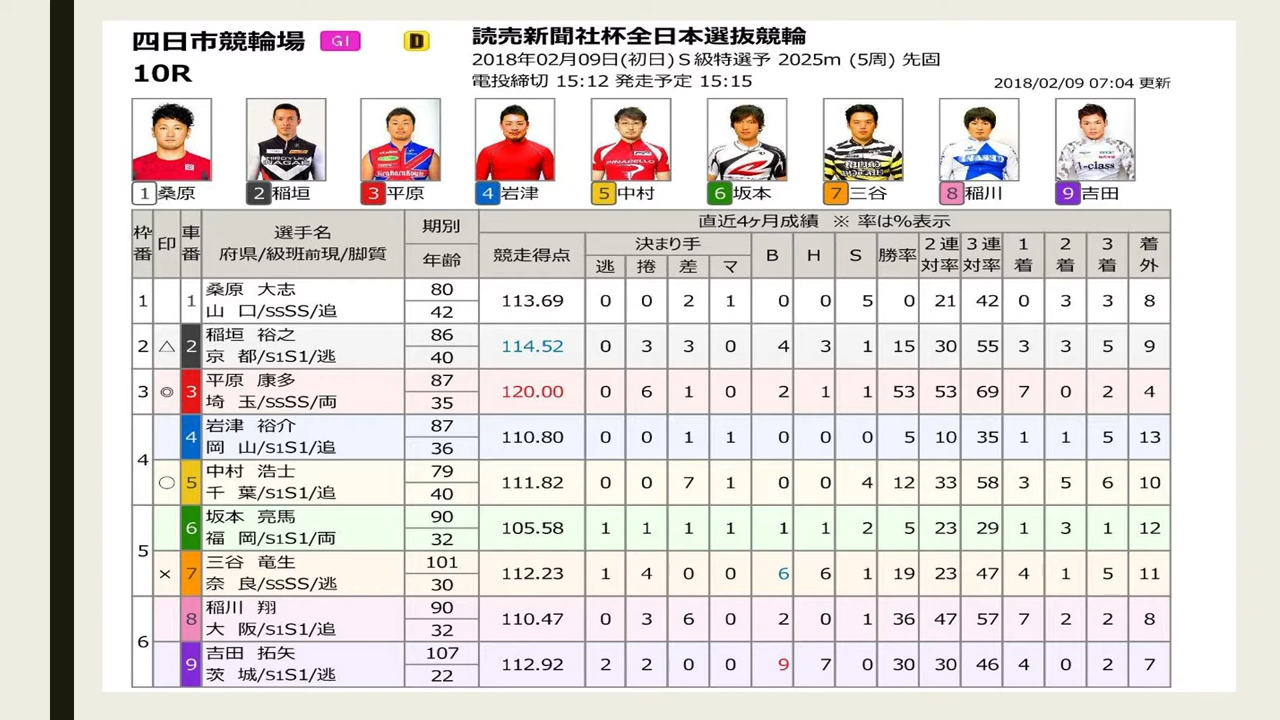 四日市競輪場 GI D 読売新聞社杯全日本選抜競輪
10R 2018年02月09日(初日)S級特選予 2025m (5周) 先固
電投締切 15:12 発走予定 15:15
2018/02/09 07:04 更新
1 桑原 2 稲垣 3 平原 4 岩津 5 中村 6 坂本 7 三谷 8 稲川 9 吉田
枠番 印 車番 選手名 府県/級班前現/脚質 期別 年齢 直近4ヶ月成績 ※ 率は%表示
競走得点 決まり手 逃 捲 差 マ B H S 勝率 2連対率 3連対率 1着 2着 3着 着外
1 1 桑原 大志 80 113.69 0 0 2 1 0 0 5 0 21 42 0 3 3 8
山 口/SSSS/追 42
2 △ 2 稲垣 裕之 86 114.52 0 3 3 0 4 3 1 15 30 55 3 3 5 9
京 都/S1S1/逃 40
3 ◎ 3 平原 康多 87 120.00 0 6 1 0 2 1 1 53 53 69 7 0 2 4
埼 玉/SSSS/両 35
4 4 岩津 裕介 87 110.80 0 0 1 1 0 0 0 5 10 35 1 1 5 13
岡 山/S1S1/追 36
○ 5 中村 浩士 79 111.82 0 0 7 1 0 0 4 12 33 58 3 5 6 10
千 葉/S1S1/追 40
5 6 坂本 亮馬 90 105.58 1 1 1 1 1 1 2 5 23 29 1 3 1 12
福 岡/S1S1/両 32
× 7 三谷 竜生 101 112.23 1 4 0 0 6 6 1 19 23 47 4 1 5 11
奈 良/SSSS/逃 30
6 8 稲川 翔 90 110.47 0 3 6 0 2 0 1 36 47 57 7 2 2 8
大 阪/S1S1/追 32
9 吉田 拓矢 107 112.92 2 2 0 0 9 7 0 30 30 46 4 0 2 7
茨 城/S1S1/逃 22